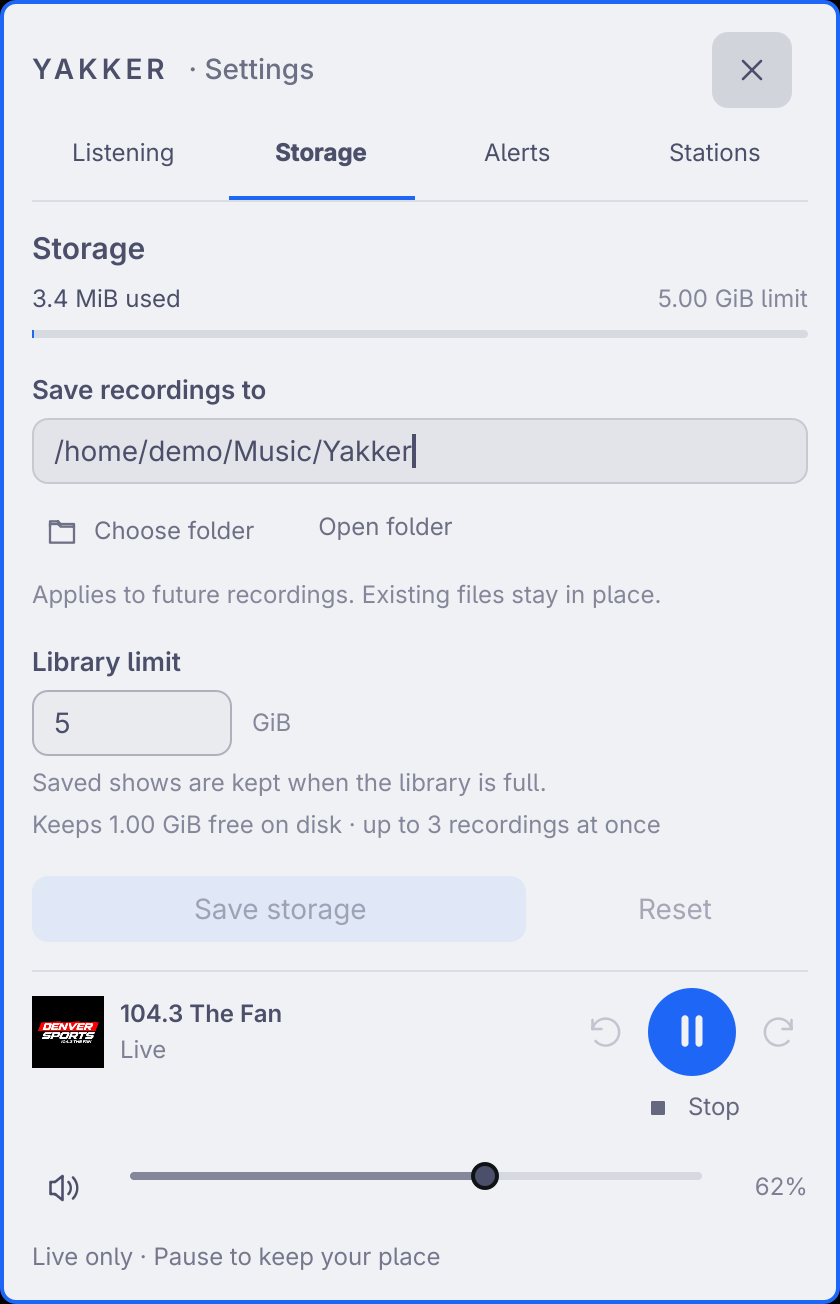 YAKKER · Settings
Listening Storage Alerts Stations
Storage
3.4 MiB used 5.00 GiB limit
Save recordings to
/home/demo/Music/Yakker
Choose folder Open folder
Applies to future recordings. Existing files stay in place.
Library limit
5 GiB
Saved shows are kept when the library is full.
Keeps 1.00 GiB free on disk · up to 3 recordings at once
Save storage Reset
DENVER
SPORTS
104.3 THE FAN
104.3 The Fan
Live
Stop
62%
Live only · Pause to keep your place